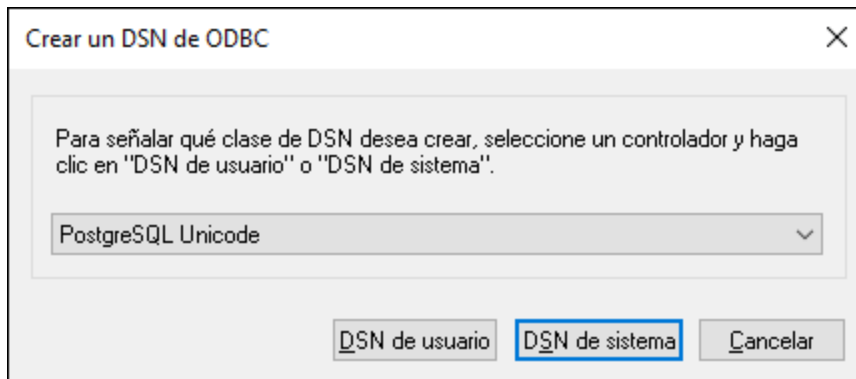 Crear un DSN de ODBC
Para señalar qué clase de DSN desea crear, seleccione un controlador y haga
clic en "DSN de usuario" o "DSN de sistema".
PostgreSQL Unicode
DSN de usuario
DSN de sistema
Cancelar